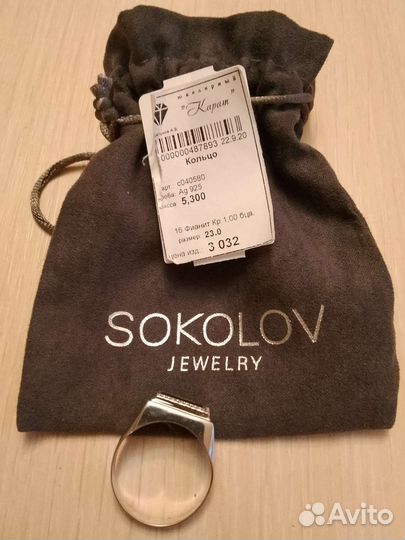 ювелирный
"Карат"
000000487893 22.9.20
Кольцо
арт. с040580
проба. Ag 925
масса 5,300
16 Фианит Кр 1,00 бцв.
размер: 23.0
цена изд. 3 032
SOKOLOV
JEWELRY
Avito